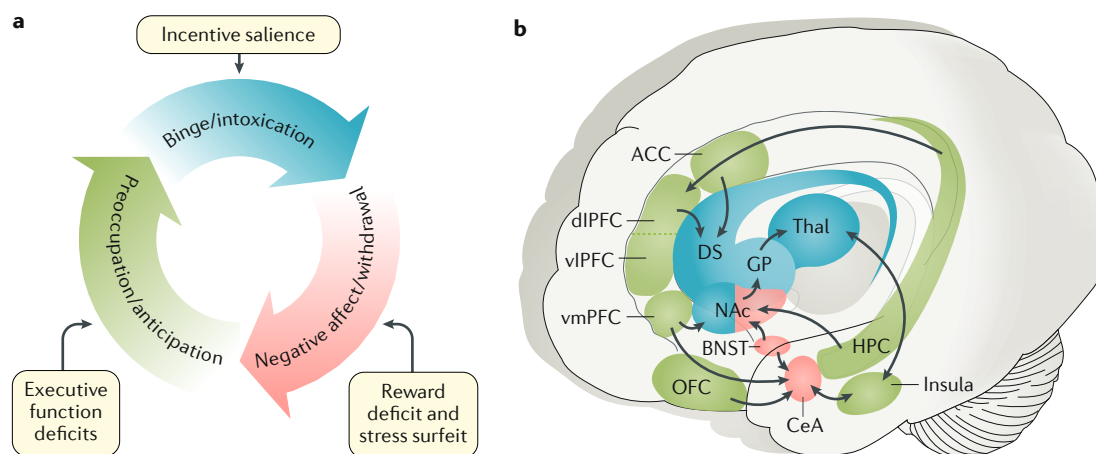 a
Incentive salience
Binge/intoxication
Preoccupation/anticipation
Negative affect/withdrawal
Executive
function
deficits
Reward
deficit and
stress surfeit
b
ACC
dlPFC
vlPFC
vmPFC
OFC
DS
GP
Thal
NAc
BNST
HPC
Insula
CeA